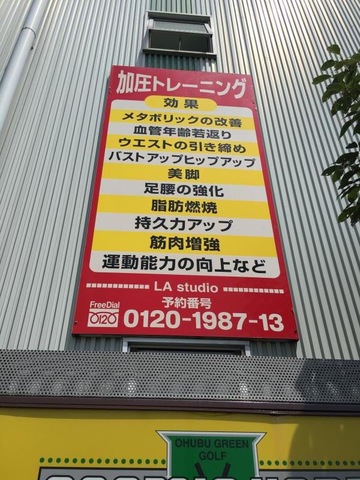 加圧トレーニング
効果
メタボリックの改善
血管年齢若返り
ウエストの引き締め
バストアップヒップアップ
美脚
足腰の強化
脂肪燃焼
持久力アップ
筋肉増強
運動能力の向上など
LA studio
予約番号
FreeDial
0120-1987-13
OHUBU GREEN
GOLF